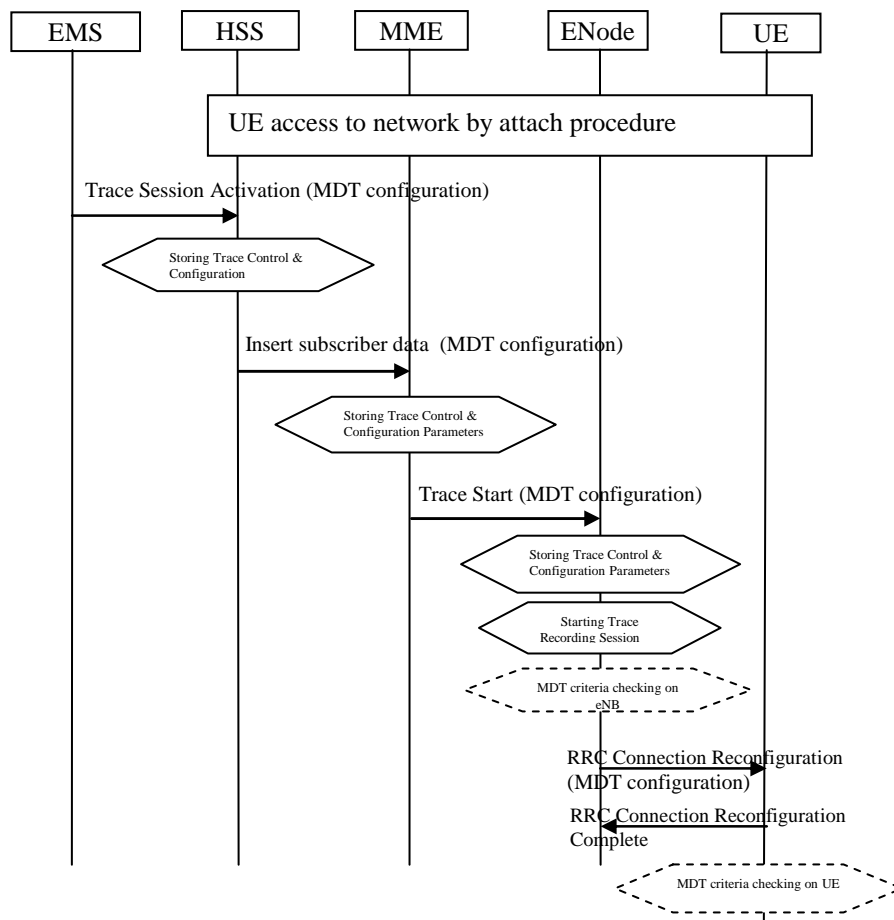 EMS
HSS
MME
ENode
UE
UE access to network by attach procedure
Trace Session Activation (MDT configuration)
Storing Trace Control &
Configuration
Insert subscriber data (MDT configuration)
Storing Trace Control &
Configuration Parameters
Trace Start (MDT configuration)
Storing Trace Control &
Configuration Parameters
Starting Trace
Recording Session
MDT criteria checking on
eNB
RRC Connection Reconfiguration
(MDT configuration)
RRC Connection Reconfiguration
Complete
MDT criteria checking on UE